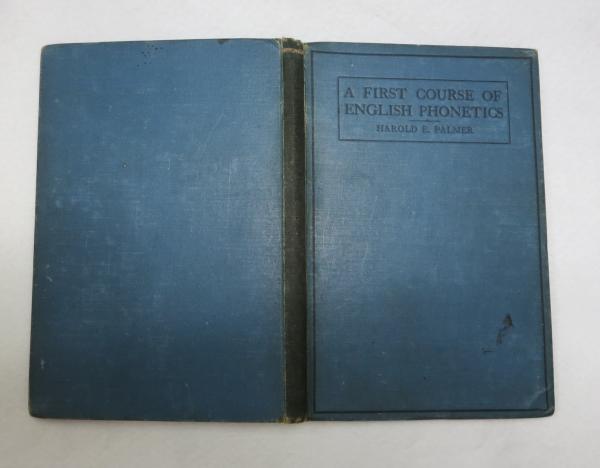 A FIRST COURSE OF
ENGLISH PHONETICS
HAROLD E. PALMER